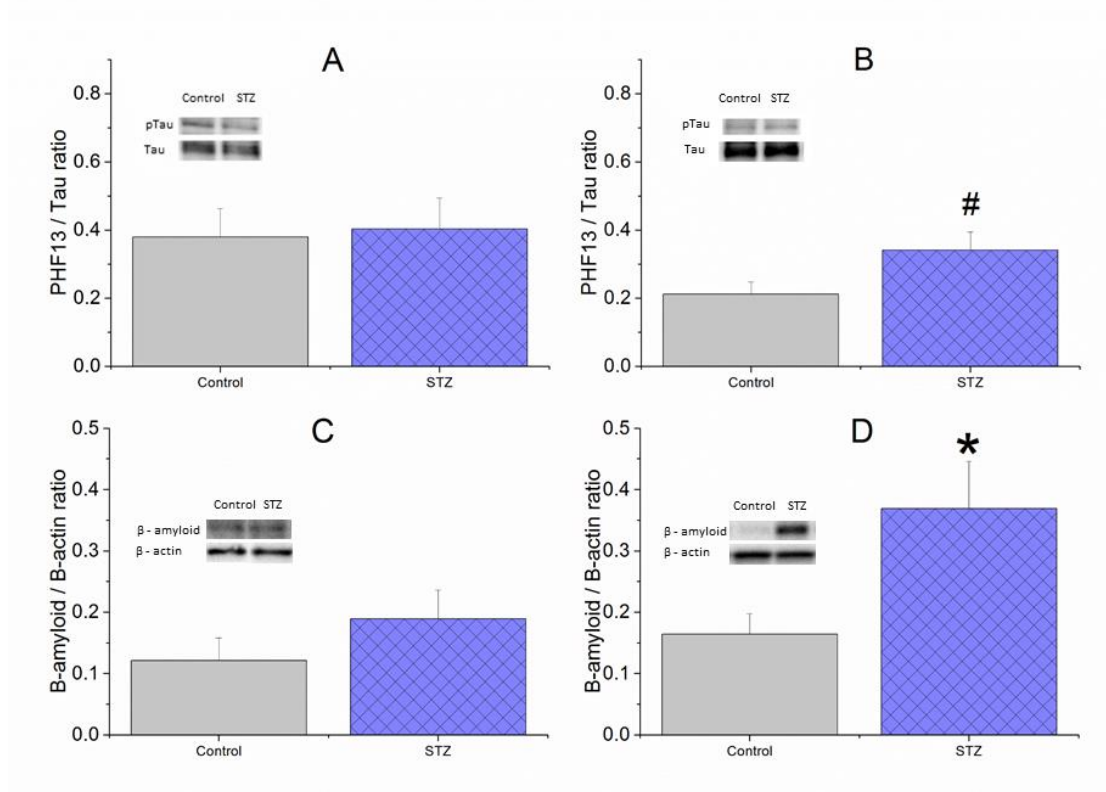 A
PHF13 / Tau ratio
0.8
0.6
0.4
0.2
0.0
Control STZ
pTau
Tau
Control STZ
B
PHF13 / Tau ratio
0.8
0.6
0.4
0.2
0.0
Control STZ
pTau
Tau
#
Control STZ
C
B-amyloid / B-actin ratio
0.5
0.4
0.3
0.2
0.1
0.0
Control STZ
β - amyloid
β - actin
Control STZ
D
B-amyloid / B-actin ratio
0.5
0.4
0.3
0.2
0.1
0.0
Control STZ
β - amyloid
β - actin
*
Control STZ